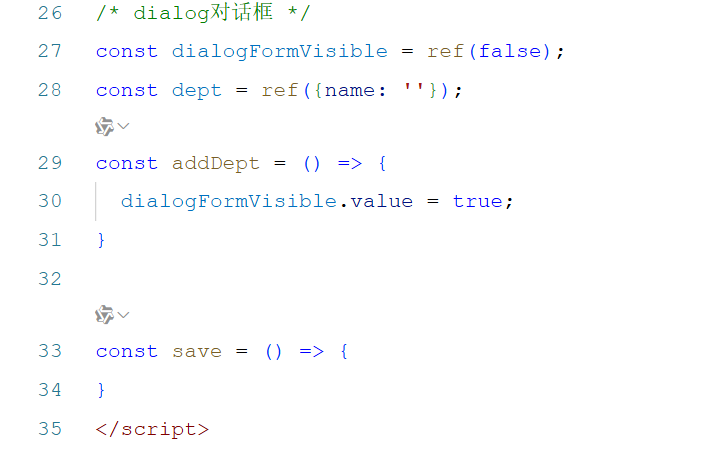 26 /* dialog对话框 */
27 const dialogFormVisible = ref(false);
28 const dept = ref({name: ''});
29 const addDept = () => {
30   dialogFormVisible.value = true;
31 }
32
33 const save = () => {
34 }
35 </script>